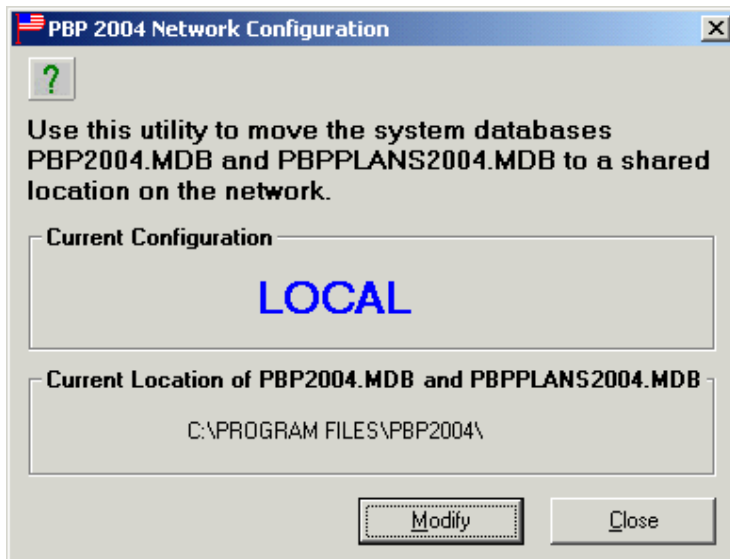 PBP 2004 Network Configuration
?
Use this utility to move the system databases
PBP2004.MDB and PBPPLANS2004.MDB to a shared
location on the network.
Current Configuration
LOCAL
Current Location of PBP2004.MDB and PBPPLANS2004.MDB
C:\PROGRAM FILES\PBP2004\
Modify Close